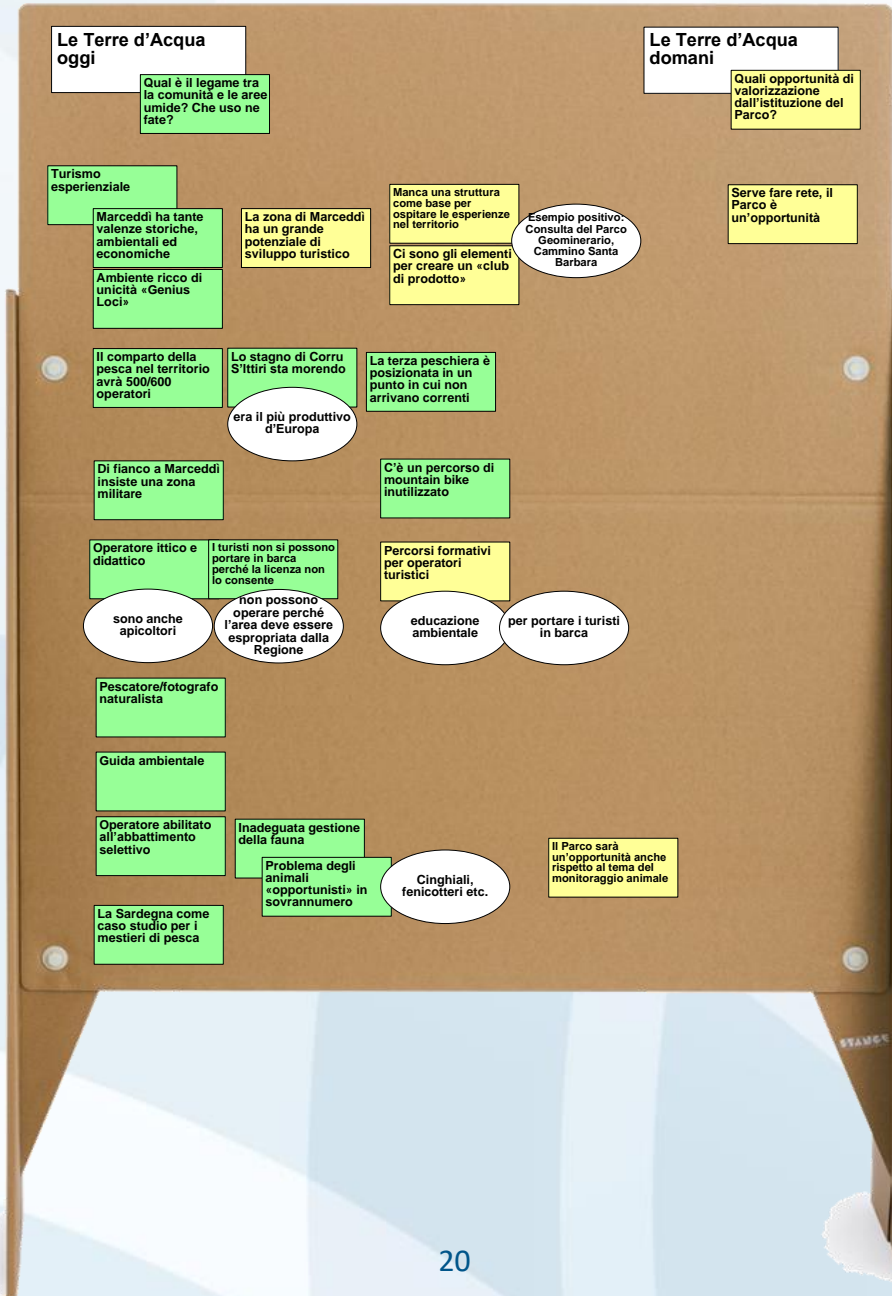 Le Terre d'Acqua
oggi
Qual è il legame tra
la comunità e le aree
umide? Che uso ne
fate?
Le Terre d'Acqua
domani
Quali opportunità di
valorizzazione
dall'istituzione del
Parco?
Turismo
esperienziale
Marceddì ha tante
valenze storiche,
ambientali ed
economiche
Ambiente ricco di
unicità «Genius
Loci»
La zona di Marceddì
ha un grande
potenziale di
sviluppo turistico
Manca una struttura
come base per
ospitare le esperienze
nel territorio
Ci sono gli elementi
per creare un «club
di prodotto»
Esempio positivo:
Consulta del Parco
Geominerario,
Cammino Santa
Barbara
Serve fare rete, il
Parco è
un'opportunità
Il comparto della
pesca nel territorio
avrà 500/600
operatori
Lo stagno di Corru
S'Ittiri sta morendo
era il più produttivo
d'Europa
La terza peschiera è
posizionata in un
punto in cui non
arrivano correnti
Di fianco a Marceddì
insiste una zona
militare
C'è un percorso di
mountain bike
inutilizzato
Operatore ittico e
didattico
sono anche
apicoltori
I turisti non si possono
portare in barca
perché la licenza non
lo consente
non possono
operare perché
l'area deve essere
espropriata dalla
Regione
Percorsi formativi
per operatori
turistici
educazione
ambientale
per portare i turisti
in barca
Pescatore/fotografo
naturalista
Guida ambientale
Operatore abilitato
all'abbattimento
selettivo
Inadeguata gestione
della fauna
Problema degli
animali
«opportunisti» in
sovrannumero
Cinghiali,
fenicotteri etc.
Il Parco sarà
un'opportunità anche
rispetto al tema del
monitoraggio animale
La Sardegna come
caso studio per i
mestieri di pesca
20